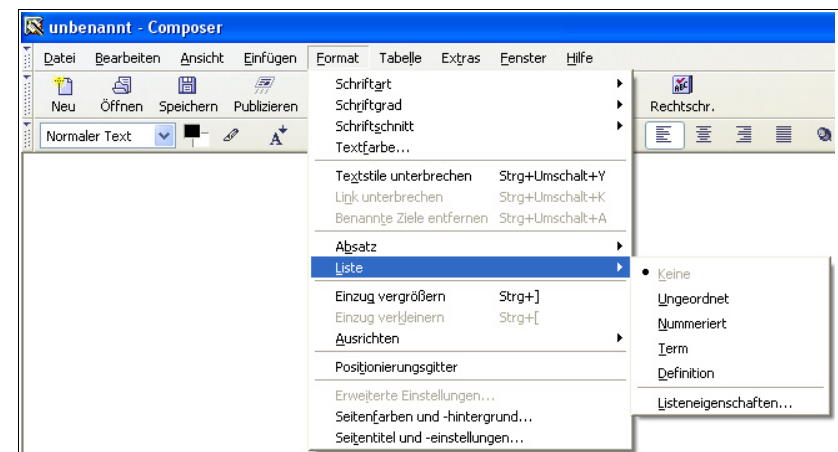 unbenannt - Composer
Datei Bearbeiten Ansicht Einfügen Format Tabelle Extras Fenster Hilfe
Neu Öffnen Speichern Publizieren Rechtschr.
Normaler Text
Schriftart
Schriftgrad
Schriftschnitt
Textfarbe...
Textstile unterbrechen Strg+Umschalt+Y
Link unterbrechen Strg+Umschalt+K
Benannte Ziele entfernen Strg+Umschalt+A
Absatz
Liste
Einzug vergrößern Strg+]
Einzug verkleinern Strg+[
Ausrichten
Positionierungsgitter
Erweiterte Einstellungen...
Seitenfarben und -hintergrund...
Seitentitel und -einstellungen...
Keine
Ungeordnet
Nummeriert
Term
Definition
Listeneigenschaften...